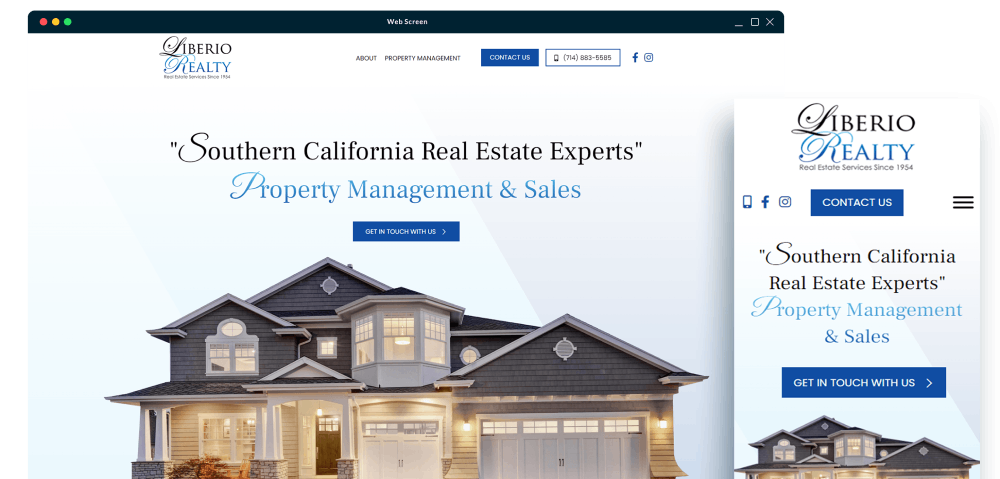 Web Screen
LIBERIO
REALTY
Real Estate Services Since 1954
ABOUT PROPERTY MANAGEMENT CONTACT US (714) 883-5585
"Southern California Real Estate Experts"
Property Management & Sales
GET IN TOUCH WITH US
LIBERIO
REALTY
Real Estate Services Since 1954
CONTACT US
"Southern California
Real Estate Experts"
Property Management
& Sales
GET IN TOUCH WITH US